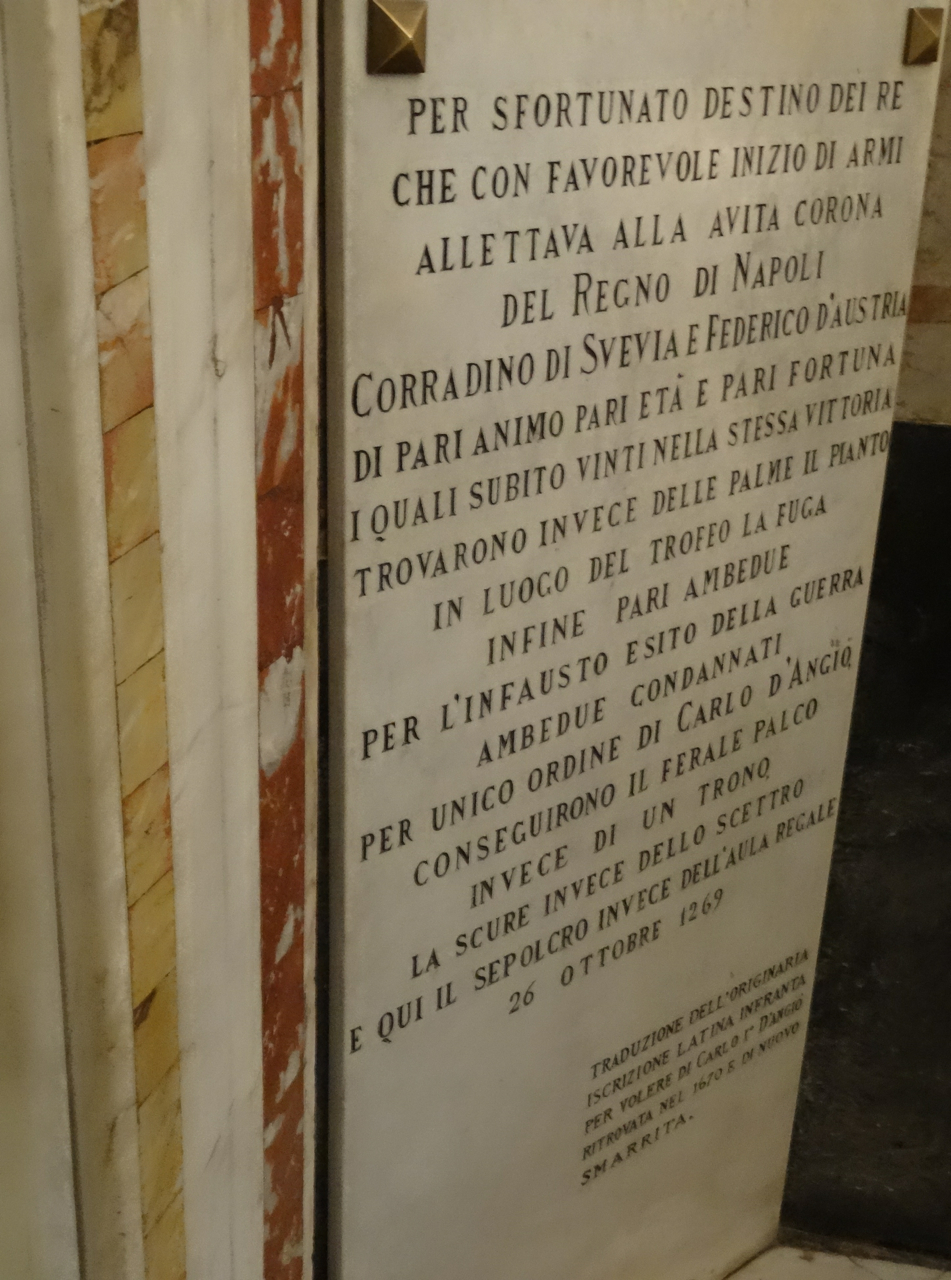 PER SFORTUNATO DESTINO DEI RE
CHE CON FAVOREVOLE INIZIO DI ARMI
ALLETTAVA ALLA AVITA CORONA
DEL REGNO DI NAPOLI
CORRADINO DI SVEVIA E FEDERICO D'AUSTRIA
DI PARI ANIMO PARI ETÀ E PARI FORTUNA
I QUALI SUBITO VINTI NELLA STESSA VITTORIA
TROVARONO INVECE DELLE PALME IL PIANTO
IN LUOGO DEL TROFEO LA FUGA
INFINE PARI AMBEDUE
PER L'INFAUSTO ESITO DELLA GUERRA
AMBEDUE CONDANNATI
PER UNICO ORDINE DI CARLO D'ANGIÒ
CONSEGUIRONO IL FERALE PALCO
INVECE DI UN TRONO
LA SCURE INVECE DELLO SCETTRO
E QUI IL SEPOLCRO INVECE DELL'AULA REGALE
26 OTTOBRE 1269
TRADUZIONE DELL'ORIGINARIA
ISCRIZIONE LATINA INFRANTA
PER VOLERE DI CARLO I° D'ANGIÒ
RITROVATA NEL 1670 E DI NUOVO
SMARRITA.